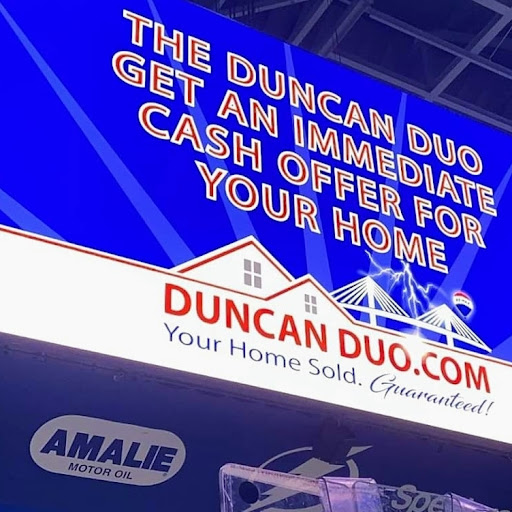 THE DUNCAN DUO
GET AN IMMEDIATE
CASH OFFER FOR
YOUR HOME
DUNCAN DUO.COM
Your Home Sold. Guaranteed!
AMALIE
MOTOR OIL